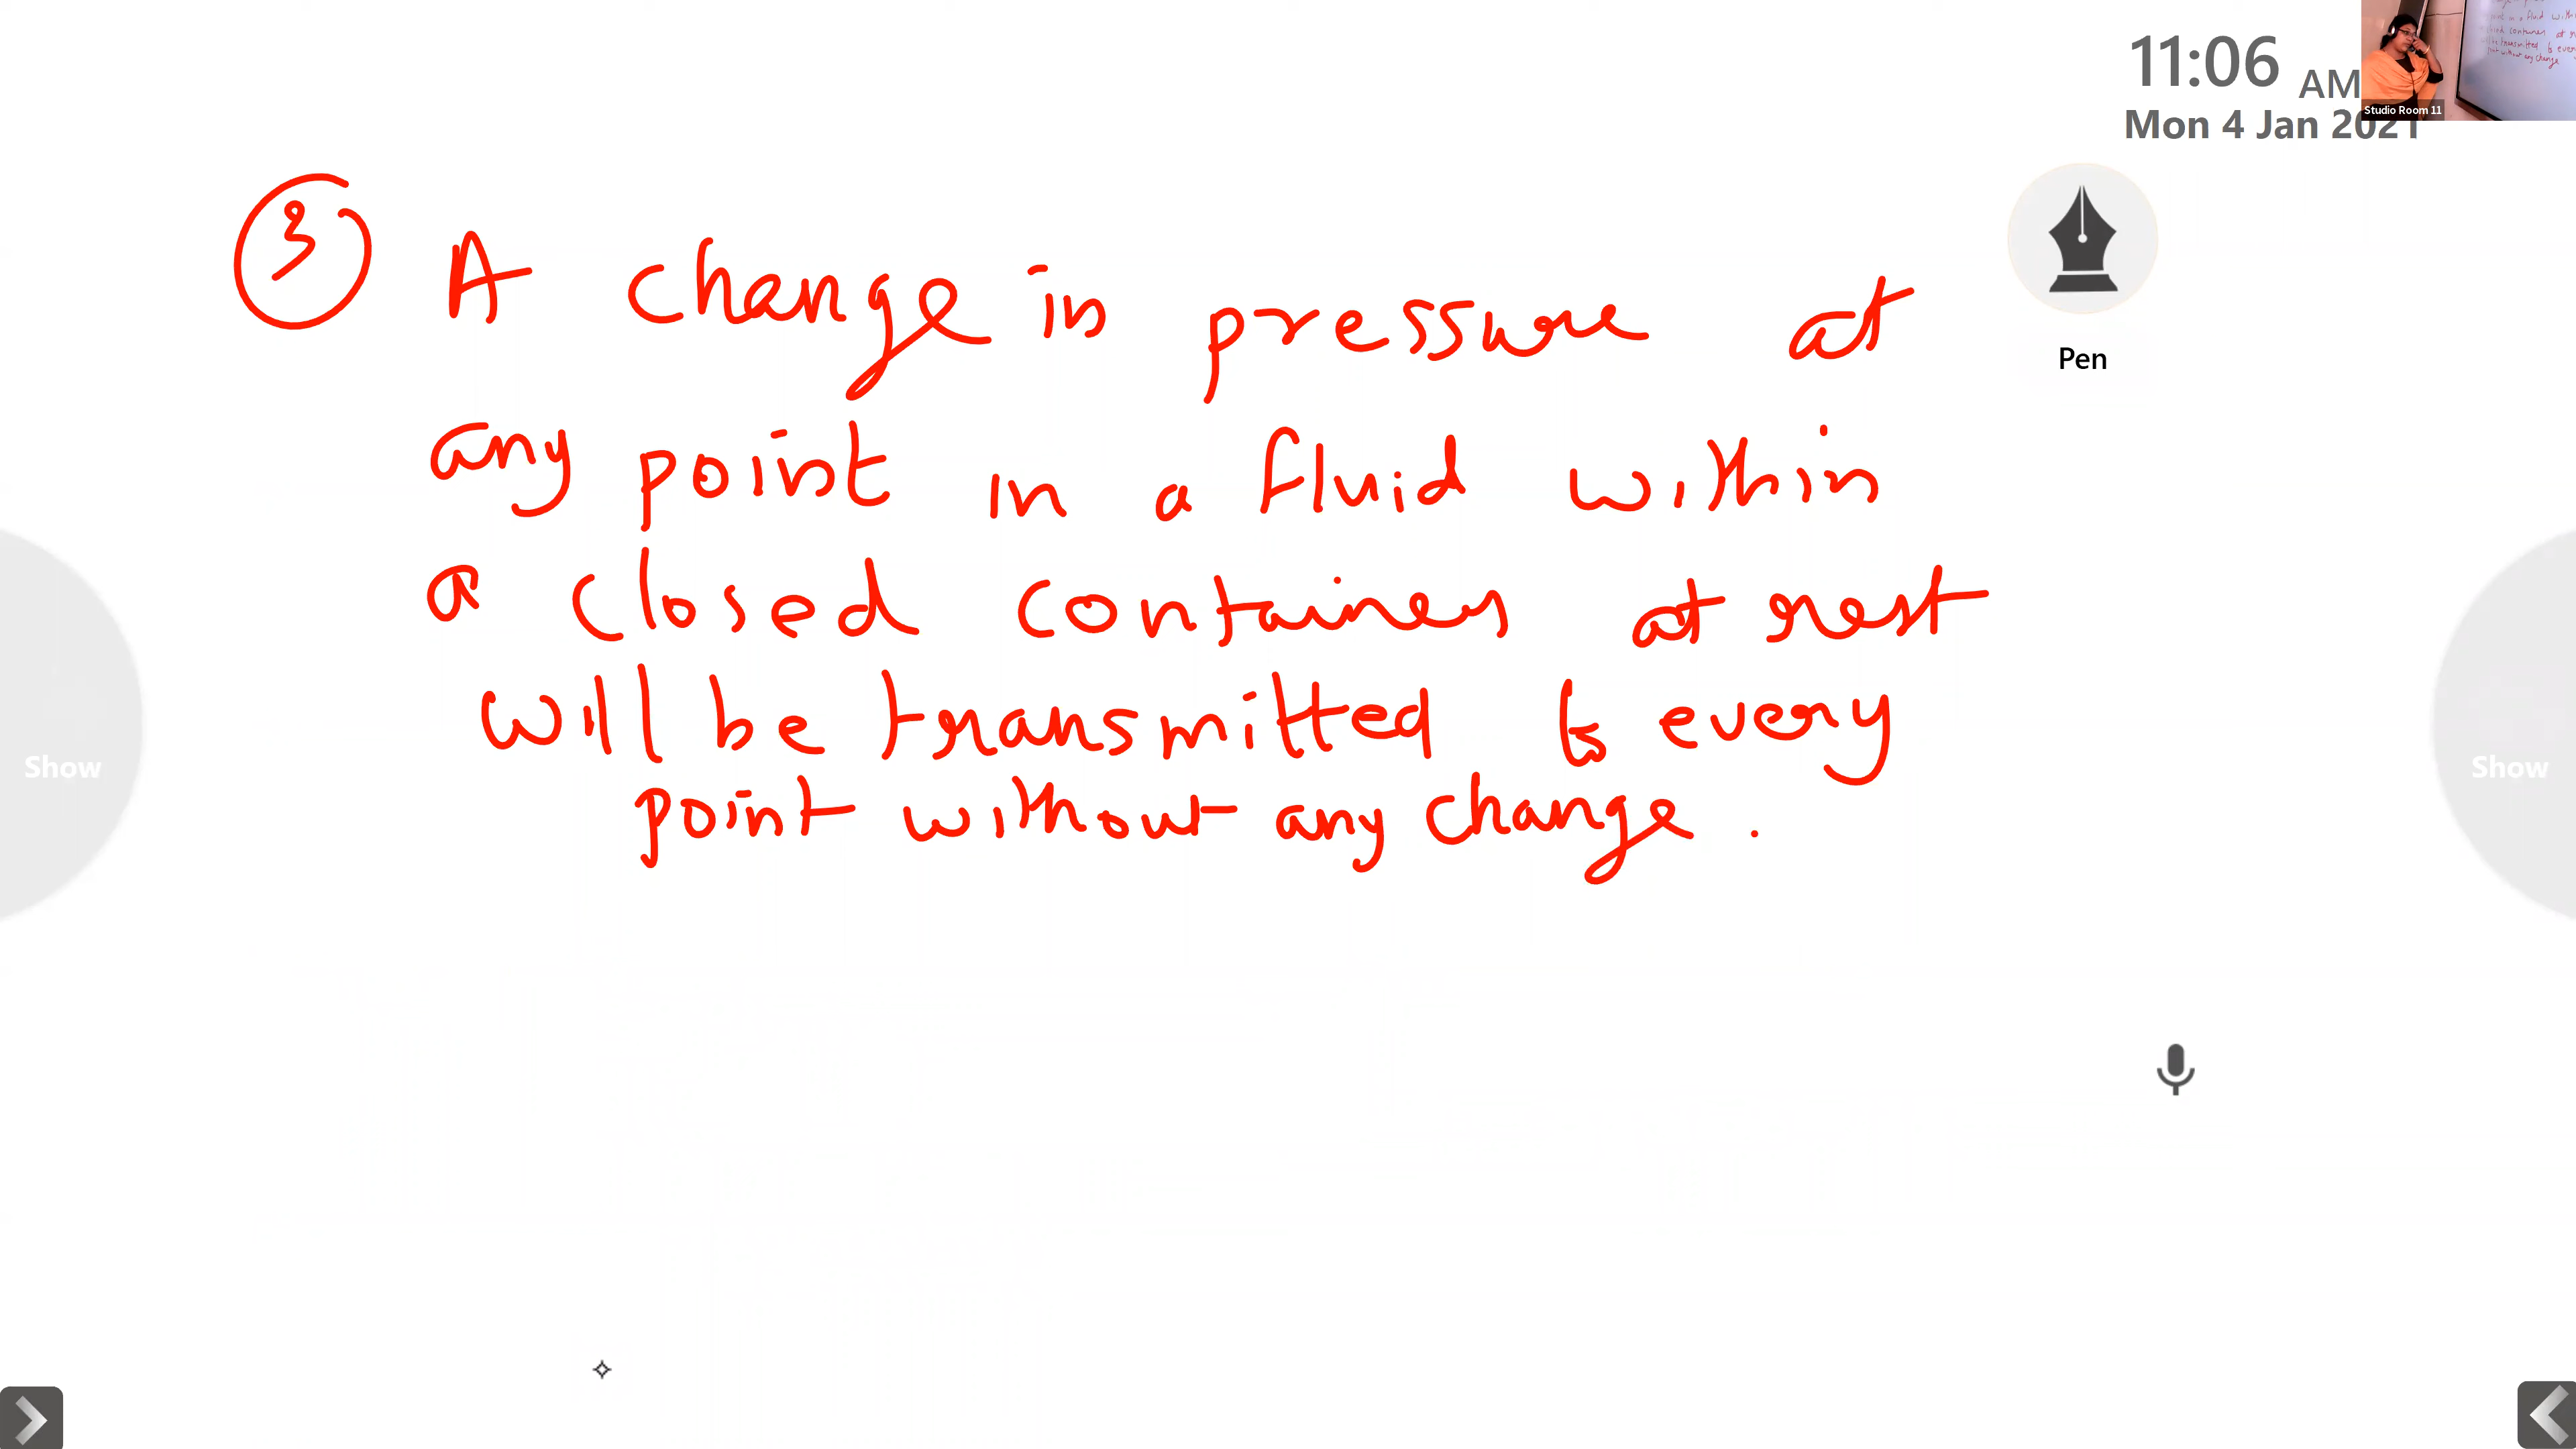 11:06 AM
Mon 4 Jan 2021
Studio Room 11
3
A change in pressure at
any point in a fluid within
a closed container at rest
will be transmitted to every
point without any change.
Pen
Show
Show